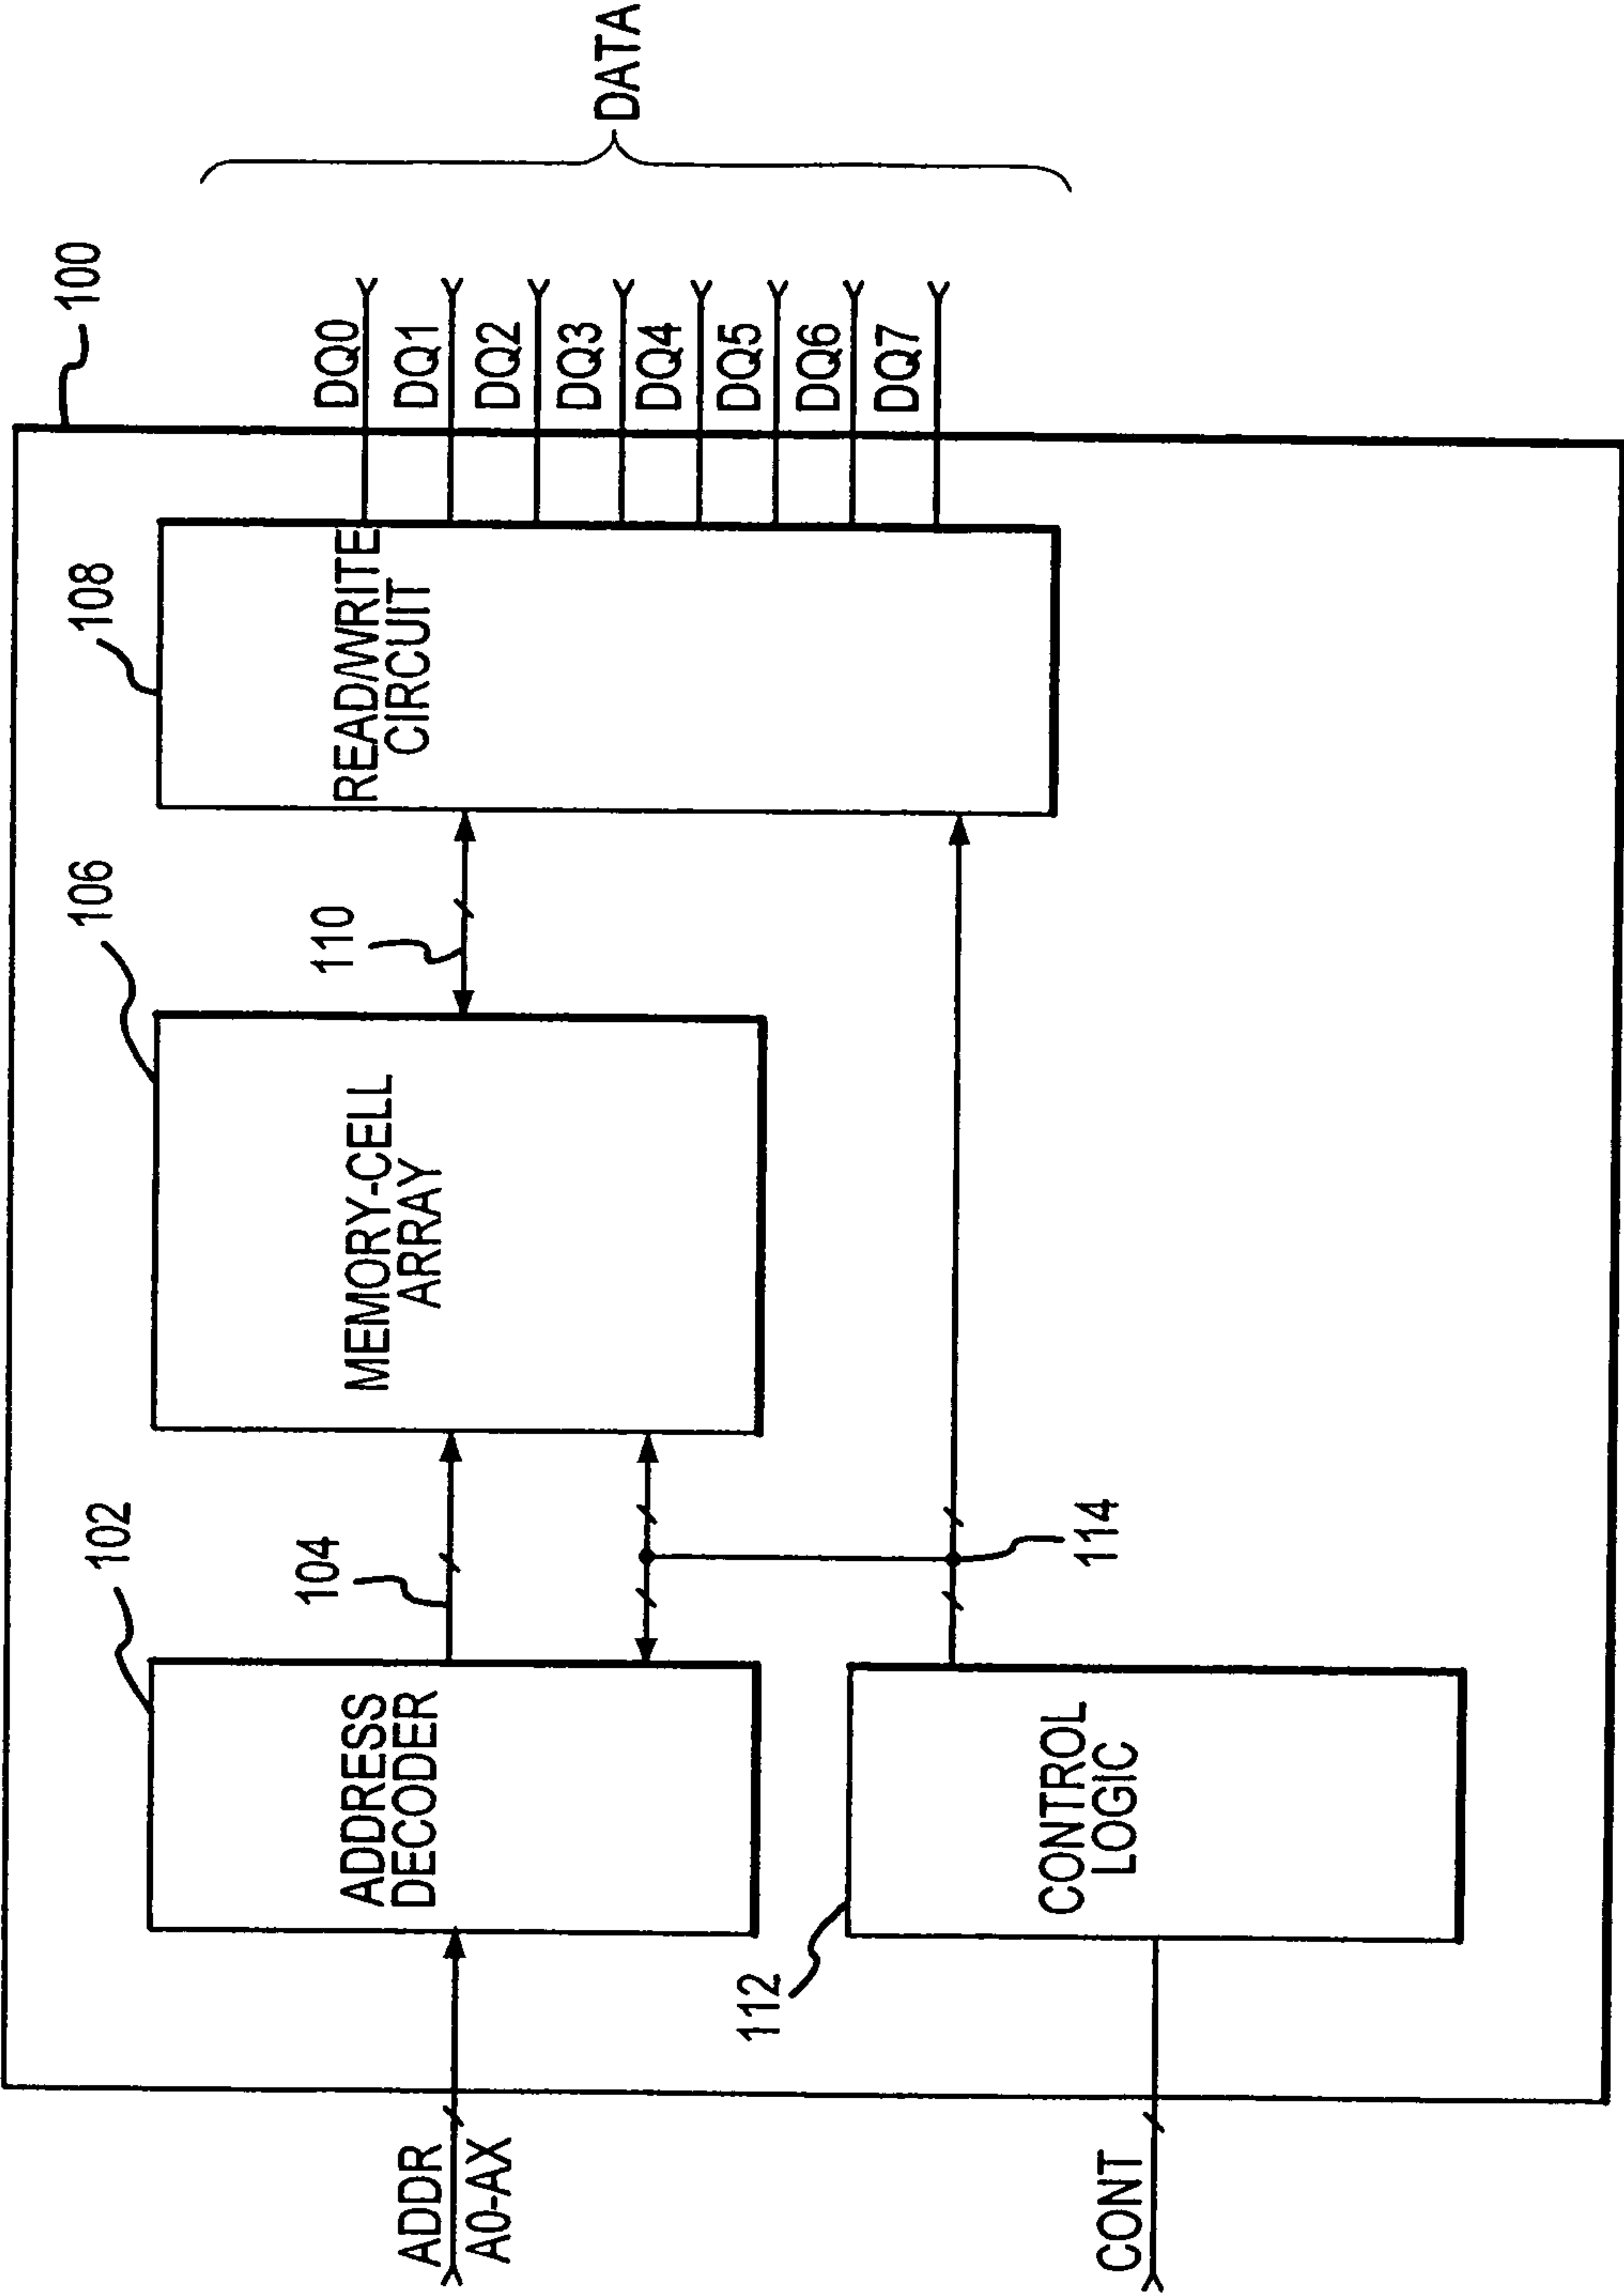 100
108
106
102
READ/WRITE
CIRCUIT
110
MEMORY-CELL
ARRAY
104
ADDRESS
DECODER
ADDR
A0-AX
DQ0
DQ1
DQ2
DQ3
DQ4
DQ5
DQ6
DQ7
DATA
112
114
CONTROL
LOGIC
CONT